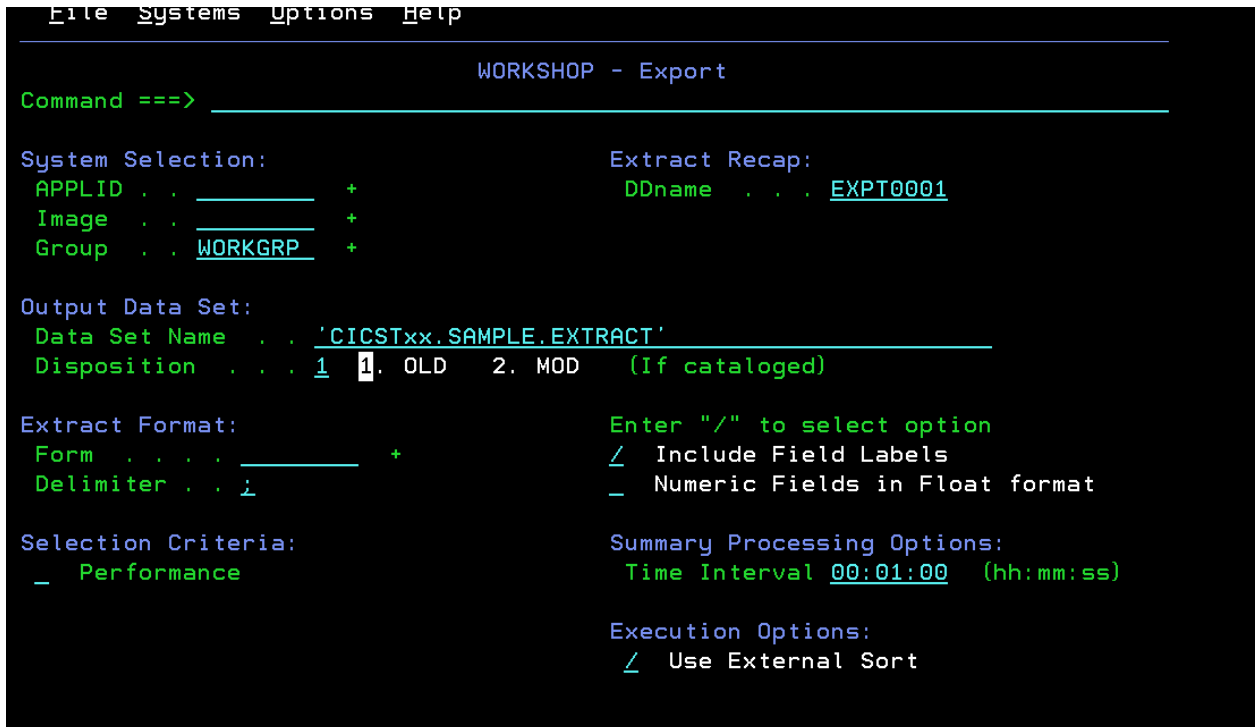 File Systems Options Help
WORKSHOP - Export
Command ===>
System Selection: Extract Recap:
APPLID . . + DDname . . . EXPT0001
Image . . +
Group . . WORKGRP +
Output Data Set:
Data Set Name . . 'CICSTxx.SAMPLE.EXTRACT'
Disposition . . . 1 1. OLD 2. MOD (If cataloged)
Extract Format: Enter "/" to select option
Form . . . . + / Include Field Labels
Delimiter . . ; _ Numeric Fields in Float format
Selection Criteria: Summary Processing Options:
_ Performance Time Interval 00:01:00 (hh:mm:ss)
Execution Options:
/ Use External Sort